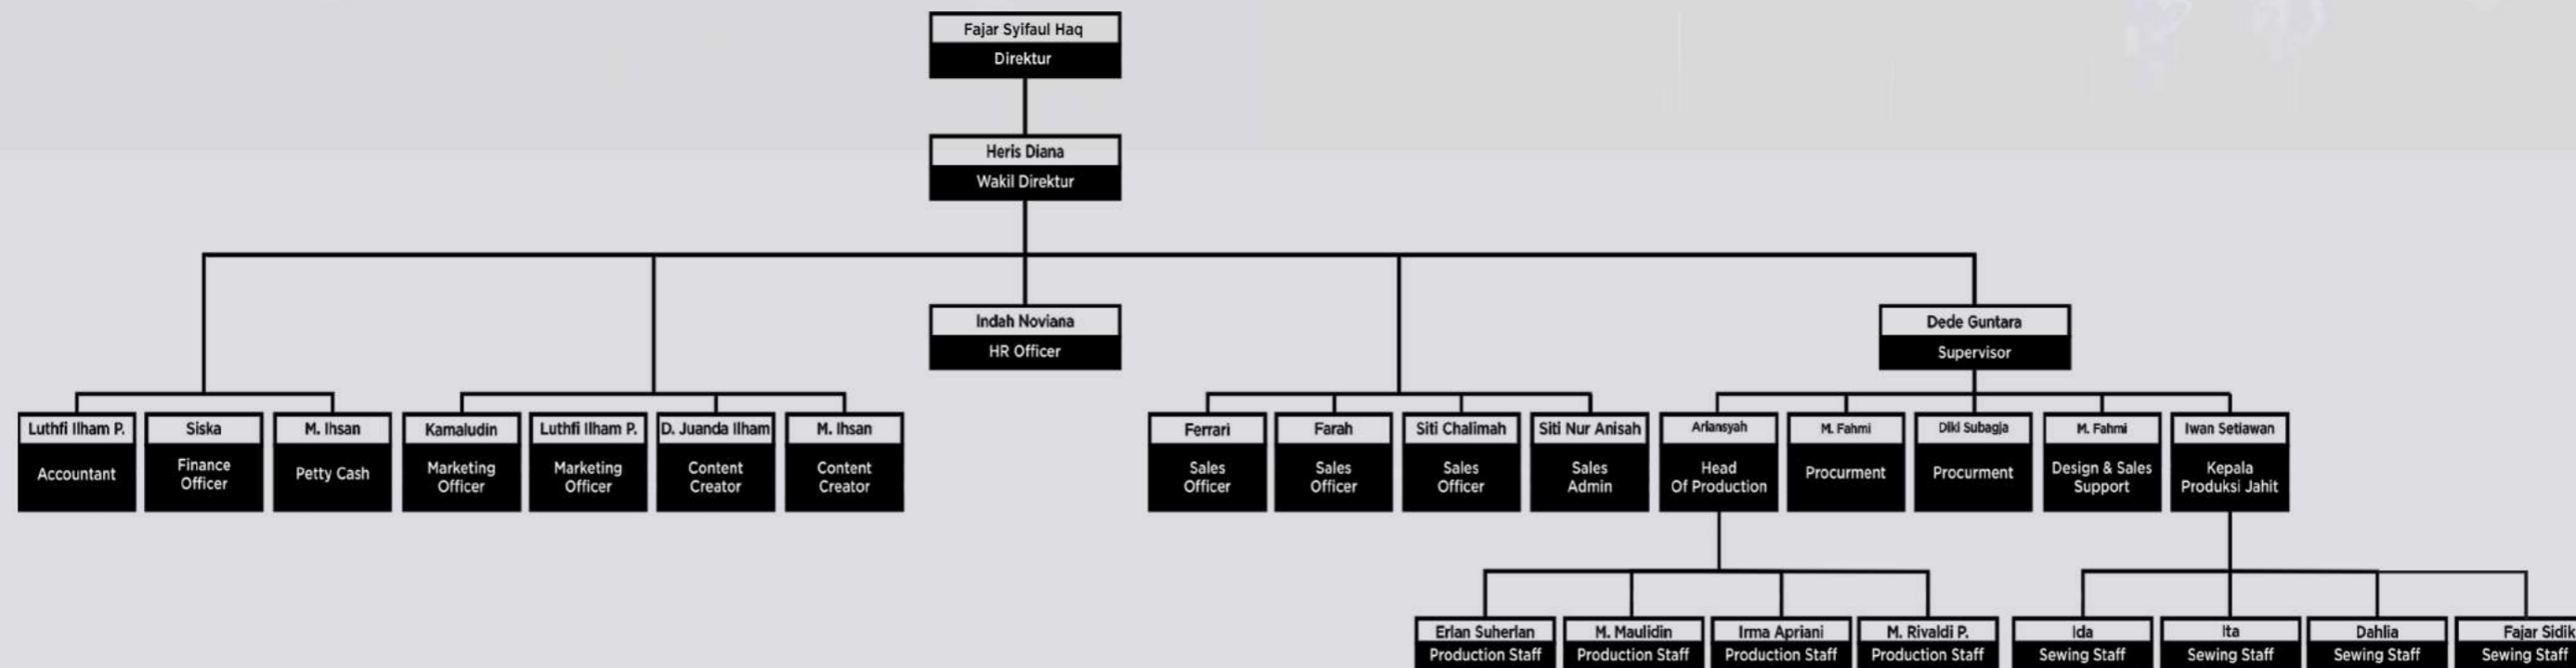 Fajar Syifaul Haq
Direktur
Heris Diana
Wakil Direktur
Indah Noviana
HR Officer
Dede Guntara
Supervisor
Luthfi Ilham P.
Accountant
Siska
Finance
Officer
M. Ihsan
Petty Cash
Kamaludin
Marketing
Officer
Luthfi Ilham P.
Marketing
Officer
D. Juanda Ilham
Content
Creator
M. Ihsan
Content
Creator
Ferrari
Sales
Officer
Farah
Sales
Officer
Siti Chalimah
Sales
Officer
Siti Nur Anisah
Sales
Admin
Ariansyah
Head
Of Production
M. Fahmi
Procurment
Diki Subagja
Procurment
M. Fahmi
Design & Sales
Support
Iwan Setiawan
Kepala
Produksi Jahit
Erlan Suherlan
Production Staff
M. Maulidin
Production Staff
Irma Apriani
Production Staff
M. Rivaldi P.
Production Staff
Ida
Sewing Staff
Ita
Sewing Staff
Dahlia
Sewing Staff
Fajar Sidik
Sewing Staff